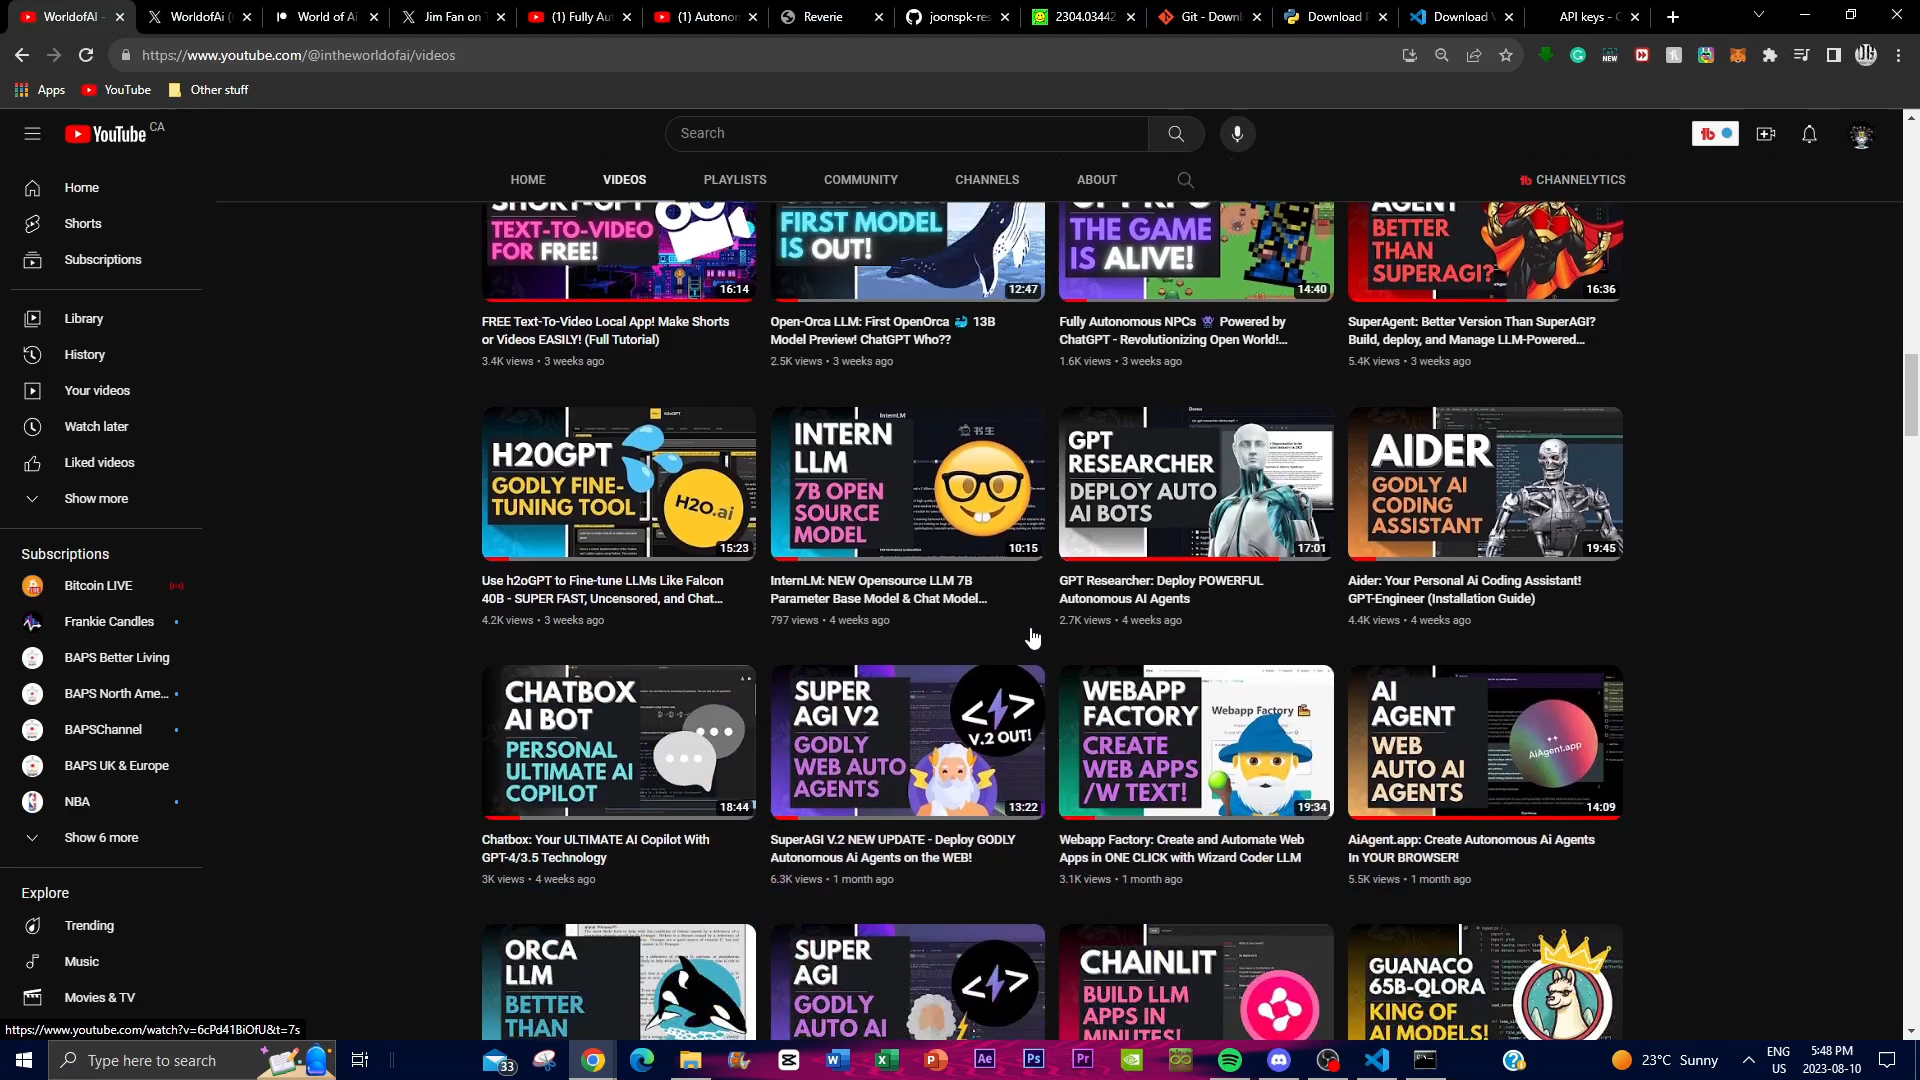 WorldofAI -
WorldofAi (
World of Ai
Jim Fan on
(1) Fully Au
(1) Autonon
Reverie
joonspk-res
2304.03442
Git - Downl
Download
Download
API keys -
https://www.youtube.com/@intheworldofai/videos
NEW
Apps
YouTube
Other stuff
YouTube CA
Search
HOME
VIDEOS
PLAYLISTS
COMMUNITY
CHANNELS
ABOUT
CHANNELYTICS
Home
Shorts
Subscriptions
Library
History
Your videos
Watch later
Liked videos
Show more
Subscriptions
Bitcoin LIVE
Frankie Candles
BAPS Better Living
BAPS North Ame...
BAPSChannel
BAPS UK & Europe
NBA
Show 6 more
Explore
Trending
Music
Movies & TV
SHORT-GPT
TEXT-TO-VIDEO
FOR FREE!
16:14
FREE Text-To-Video Local App! Make Shorts
or Videos EASILY! (Full Tutorial)
3.4K views • 3 weeks ago
FIRST MODEL
IS OUT!
12:47
Open-Orca LLM: First OpenOrca 🐳 13B
Model Preview! ChatGPT Who??
2.5K views • 3 weeks ago
THE GAME
IS ALIVE!
14:40
Fully Autonomous NPCs 👾 Powered by
ChatGPT - Revolutionizing Open World!...
1.6K views • 3 weeks ago
AGENT
BETTER
THAN
SUPERAGI?
16:36
SuperAgent: Better Version Than SuperAGI?
Build, deploy, and Manage LLM-Powered...
5.4K views • 3 weeks ago
H20GPT
GODLY FINE-
TUNING TOOL
H2O.ai
15:23
Use h2oGPT to Fine-tune LLMs Like Falcon
40B - SUPER FAST, Uncensored, and Chat...
4.2K views • 3 weeks ago
InternLM
书生
INTERN
LLM
7B OPEN
SOURCE
MODEL
10:15
InternLM: NEW Opensource LLM 7B
Parameter Base Model & Chat Model...
797 views • 4 weeks ago
GPT
RESEARCHER
DEPLOY AUTO
AI BOTS
17:01
GPT Researcher: Deploy POWERFUL
Autonomous AI Agents
2.7K views • 4 weeks ago
AIDER
GODLY AI
CODING
ASSISTANT
19:45
Aider: Your Personal Ai Coding Assistant!
GPT-Engineer (Installation Guide)
4.4K views • 4 weeks ago
CHATBOX
AI BOT
PERSONAL
ULTIMATE AI
COPILOT
18:44
Chatbox: Your ULTIMATE AI Copilot With
GPT-4/3.5 Technology
3K views • 4 weeks ago
SUPER
AGI V2
GODLY
WEB AUTO
AGENTS
V.2 OUT!
13:22
SuperAGI V.2 NEW UPDATE - Deploy GODLY
Autonomous Ai Agents on the WEB!
6.3K views • 1 month ago
WEBAPP
FACTORY
CREATE
WEB APPS
/W TEXT!
Webapp Factory
19:34
Webapp Factory: Create and Automate Web
Apps in ONE CLICK with Wizard Coder LLM
3.1K views • 1 month ago
AI
AGENT
WEB
AUTO AI
AGENTS
AiAgent.app
14:09
AiAgent.app: Create Autonomous Ai Agents
In YOUR BROWSER!
5.5K views • 1 month ago
ORCA
LLM
BETTER
THAN
SUPER
AGI
GODLY
AUTO AI
CHAINLIT
BUILD LLM
APPS IN
MINUTES!
GUANACO
65B-QLORA
KING OF
AI MODELS!
https://www.youtube.com/watch?v=6cPd41BiOfU&t=7s
Type here to search
33
23°C Sunny
ENG
US
5:48 PM
2023-08-10